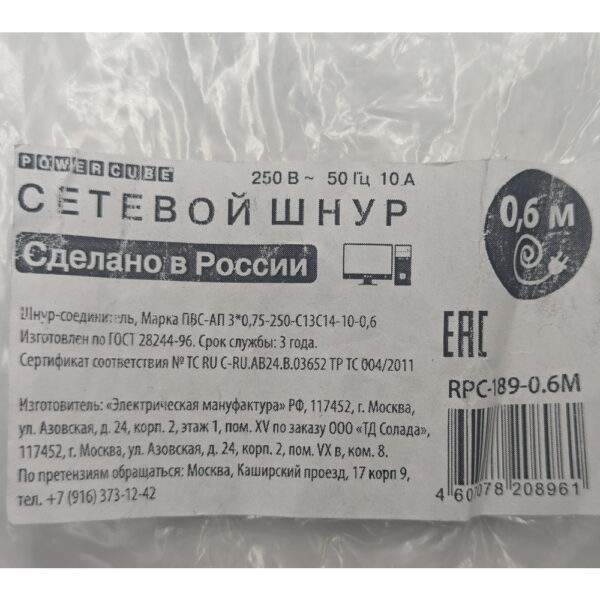 POWERCUBE
250 В ~ 50 Гц 10 А
СЕТЕВОЙ ШНУР
0,6 м
Сделано в России
Шнур-соединитель, Марка ПВС-АП 3*0,75-250-С13С14-10-0,6
Изготовлен по ГОСТ 28244-96. Срок службы: 3 года.
Сертификат соответствия № ТС RU C-RU.АВ24.В.03652 ТР ТС 004/2011
EAC
RPC-189-0.6M
Изготовитель: «Электрическая мануфактура» РФ, 117452, г. Москва,
ул. Азовская, д. 24, корп. 2, этаж 1, пом. XV по заказу ООО «ТД Солада»,
117452, г. Москва, ул. Азовская, д. 24, корп. 2, пом. VX в, ком. 8.
По претензиям обращаться: Москва, Каширский проезд, 17 корп 9,
тел. +7 (916) 373-12-42
4 607078 208961